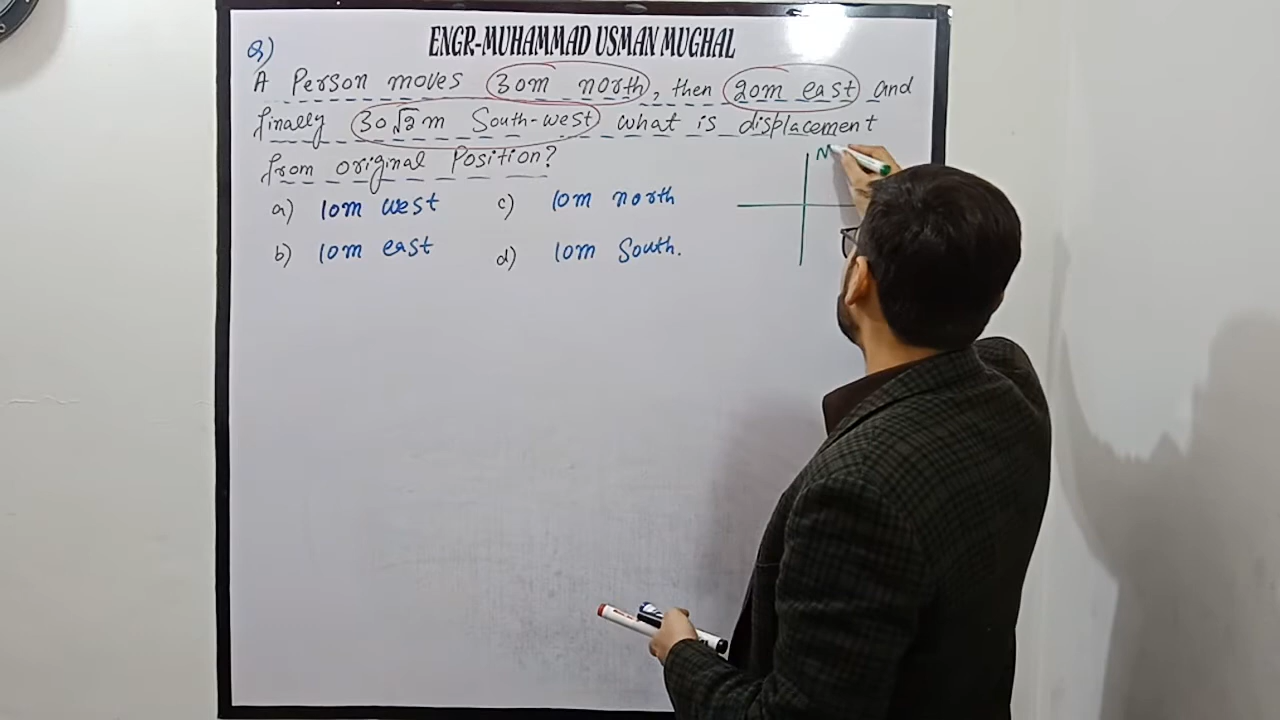 ENGR-MUHAMMAD USMAN MUGHAL
Q)
A Person moves 30m north, then 20m east and
finally 30√2 m South-west what is displacement
from original Position?
a) 10m west c) 10m north
b) 10m east d) 10m South.
N